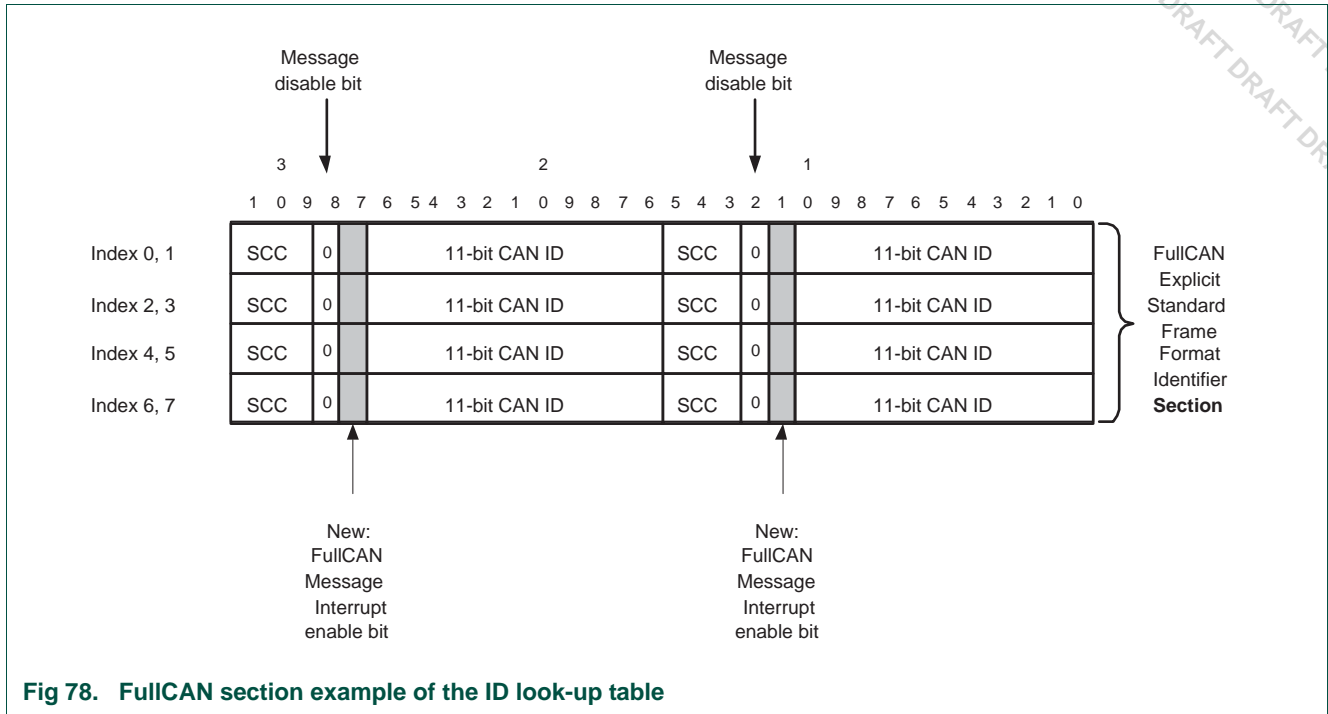 DRAFT DRAFT
DRAFT DRAFT DR
Message
disable bit
Message
disable bit
3 2 1
1 0 9 8 7 6 5 4 3 2 1 0 9 8 7 6 5 4 3 2 1 0 9 8 7 6 5 4 3 2 1 0
Index 0, 1 SCC 0 11-bit CAN ID SCC 0 11-bit CAN ID
Index 2, 3 SCC 0 11-bit CAN ID SCC 0 11-bit CAN ID
Index 4, 5 SCC 0 11-bit CAN ID SCC 0 11-bit CAN ID
Index 6, 7 SCC 0 11-bit CAN ID SCC 0 11-bit CAN ID
FullCAN
Explicit
Standard
Frame
Format
Identifier
Section
New:
FullCAN
Message
Interrupt
enable bit
New:
FullCAN
Message
Interrupt
enable bit
Fig 78. FullCAN section example of the ID look-up table